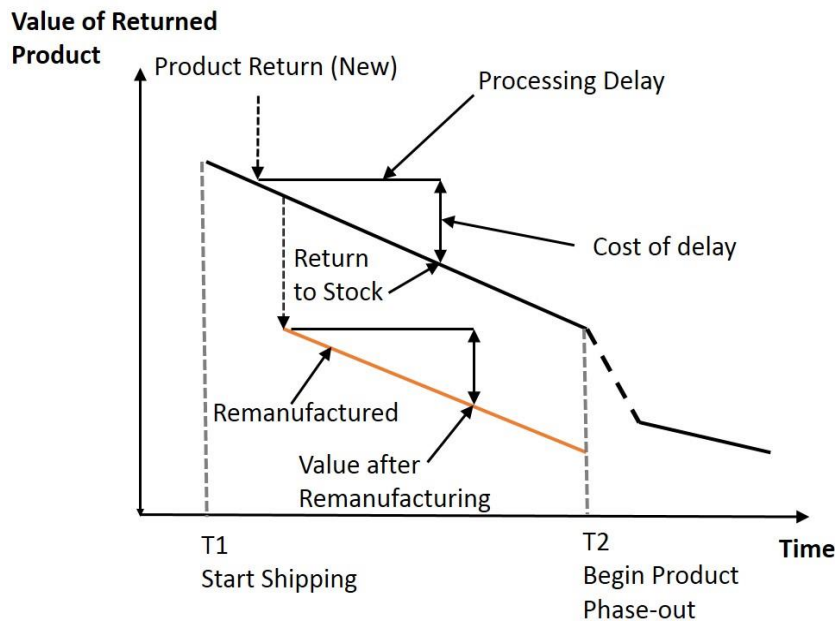 Value of Returned
Product
Product Return (New)
Processing Delay
Cost of delay
Return
to Stock
Remanufactured
Value after
Remanufacturing
T1
Start Shipping
T2
Begin Product
Phase-out
Time